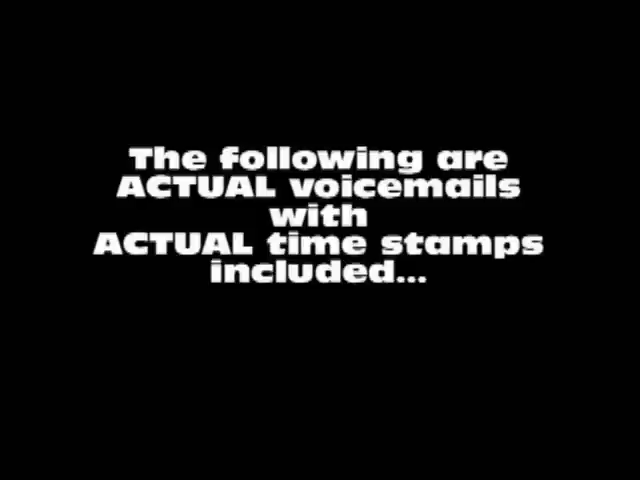 The following are
ACTUAL voicemails
with
ACTUAL time stamps
included...